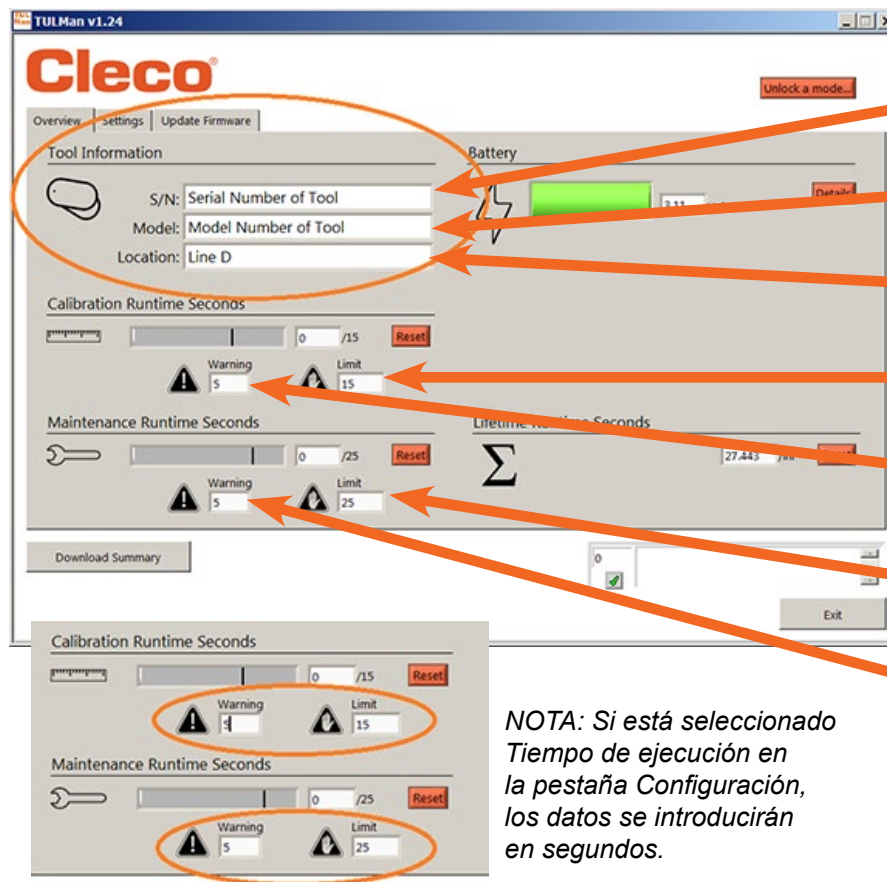 TULMan v1.24
Cleco®
Unlock a mode...
Overview Settings Update Firmware
Tool Information
Battery
S/N: Serial Number of Tool
3.11
Details
Model: Model Number of Tool
Location: Line D
Calibration Runtime Seconds
0 /15 Reset
Warning Limit
5 15
Maintenance Runtime Seconds
Lifetime Runtime Seconds
0 /25 Reset
Σ
27.443
Warning Limit
5 25
Download Summary
0
Exit
Calibration Runtime Seconds
0 /15 Reset
Warning Limit
5 15
Maintenance Runtime Seconds
0 /25 Reset
Warning Limit
5 25
NOTA: Si está seleccionado
Tiempo de ejecución en
la pestaña Configuración,
los datos se introducirán
en segundos.